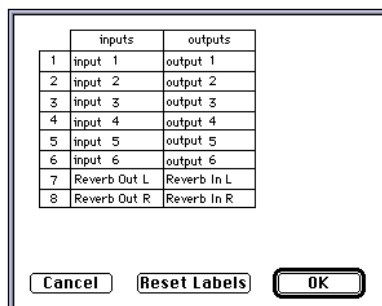 inputs outputs
1 input 1 output 1
2 input 2 output 2
3 input 3 output 3
4 input 4 output 4
5 input 5 output 5
6 input 6 output 6
7 Reverb Out L Reverb In L
8 Reverb Out R Reverb In R
Cancel Reset Labels OK